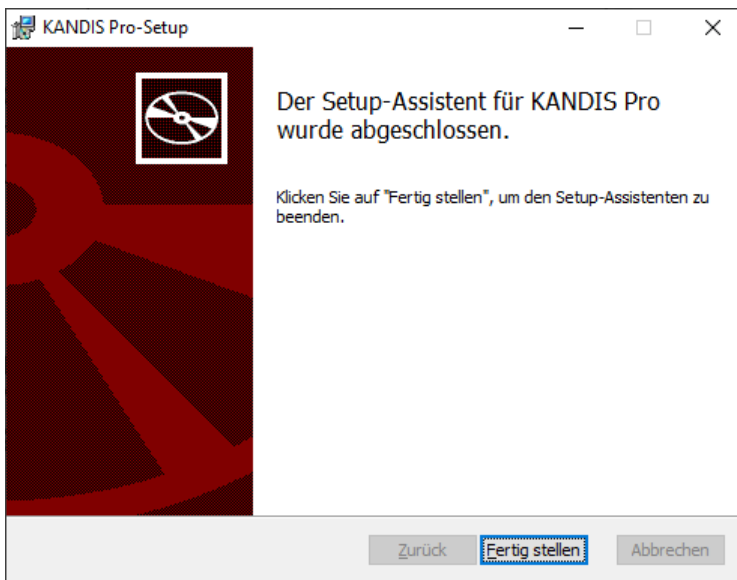 KANDIS Pro-Setup
Der Setup-Assistent für KANDIS Pro
wurde abgeschlossen.
Klicken Sie auf "Fertig stellen", um den Setup-Assistenten zu
beenden.
Zurück Fertig stellen Abbrechen